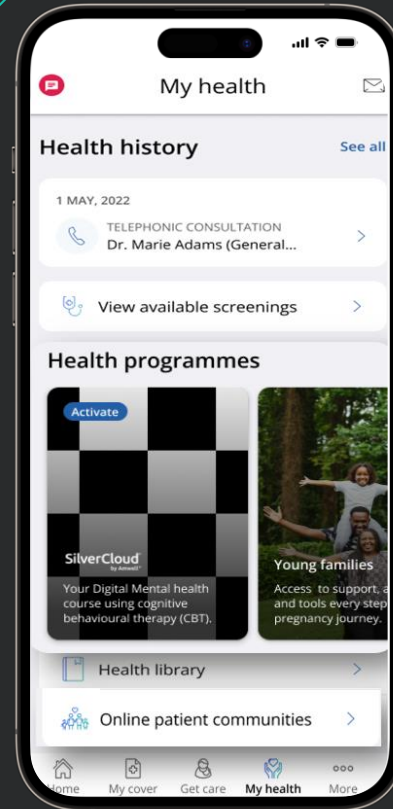 My health
Health history
See all
1 MAY, 2022
TELEPHONIC CONSULTATION
Dr. Marie Adams (General...
View available screenings
Health programmes
Activate
SilverCloud
by Amwell
Your Digital Mental health
course using cognitive
behavioural therapy (CBT).
Young families
Access to support, a
and tools every step
pregnancy journey.
Health library
Online patient communities
Home
My cover
Get care
My health
More